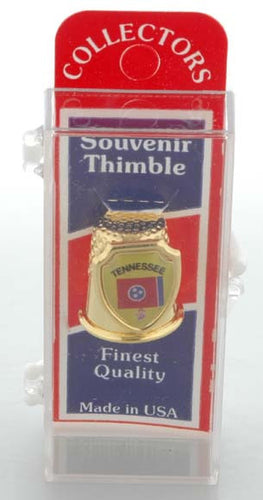 COLLECTORS
Souvenir
Thimble
TENNESSEE
Finest
Quality
Made in USA